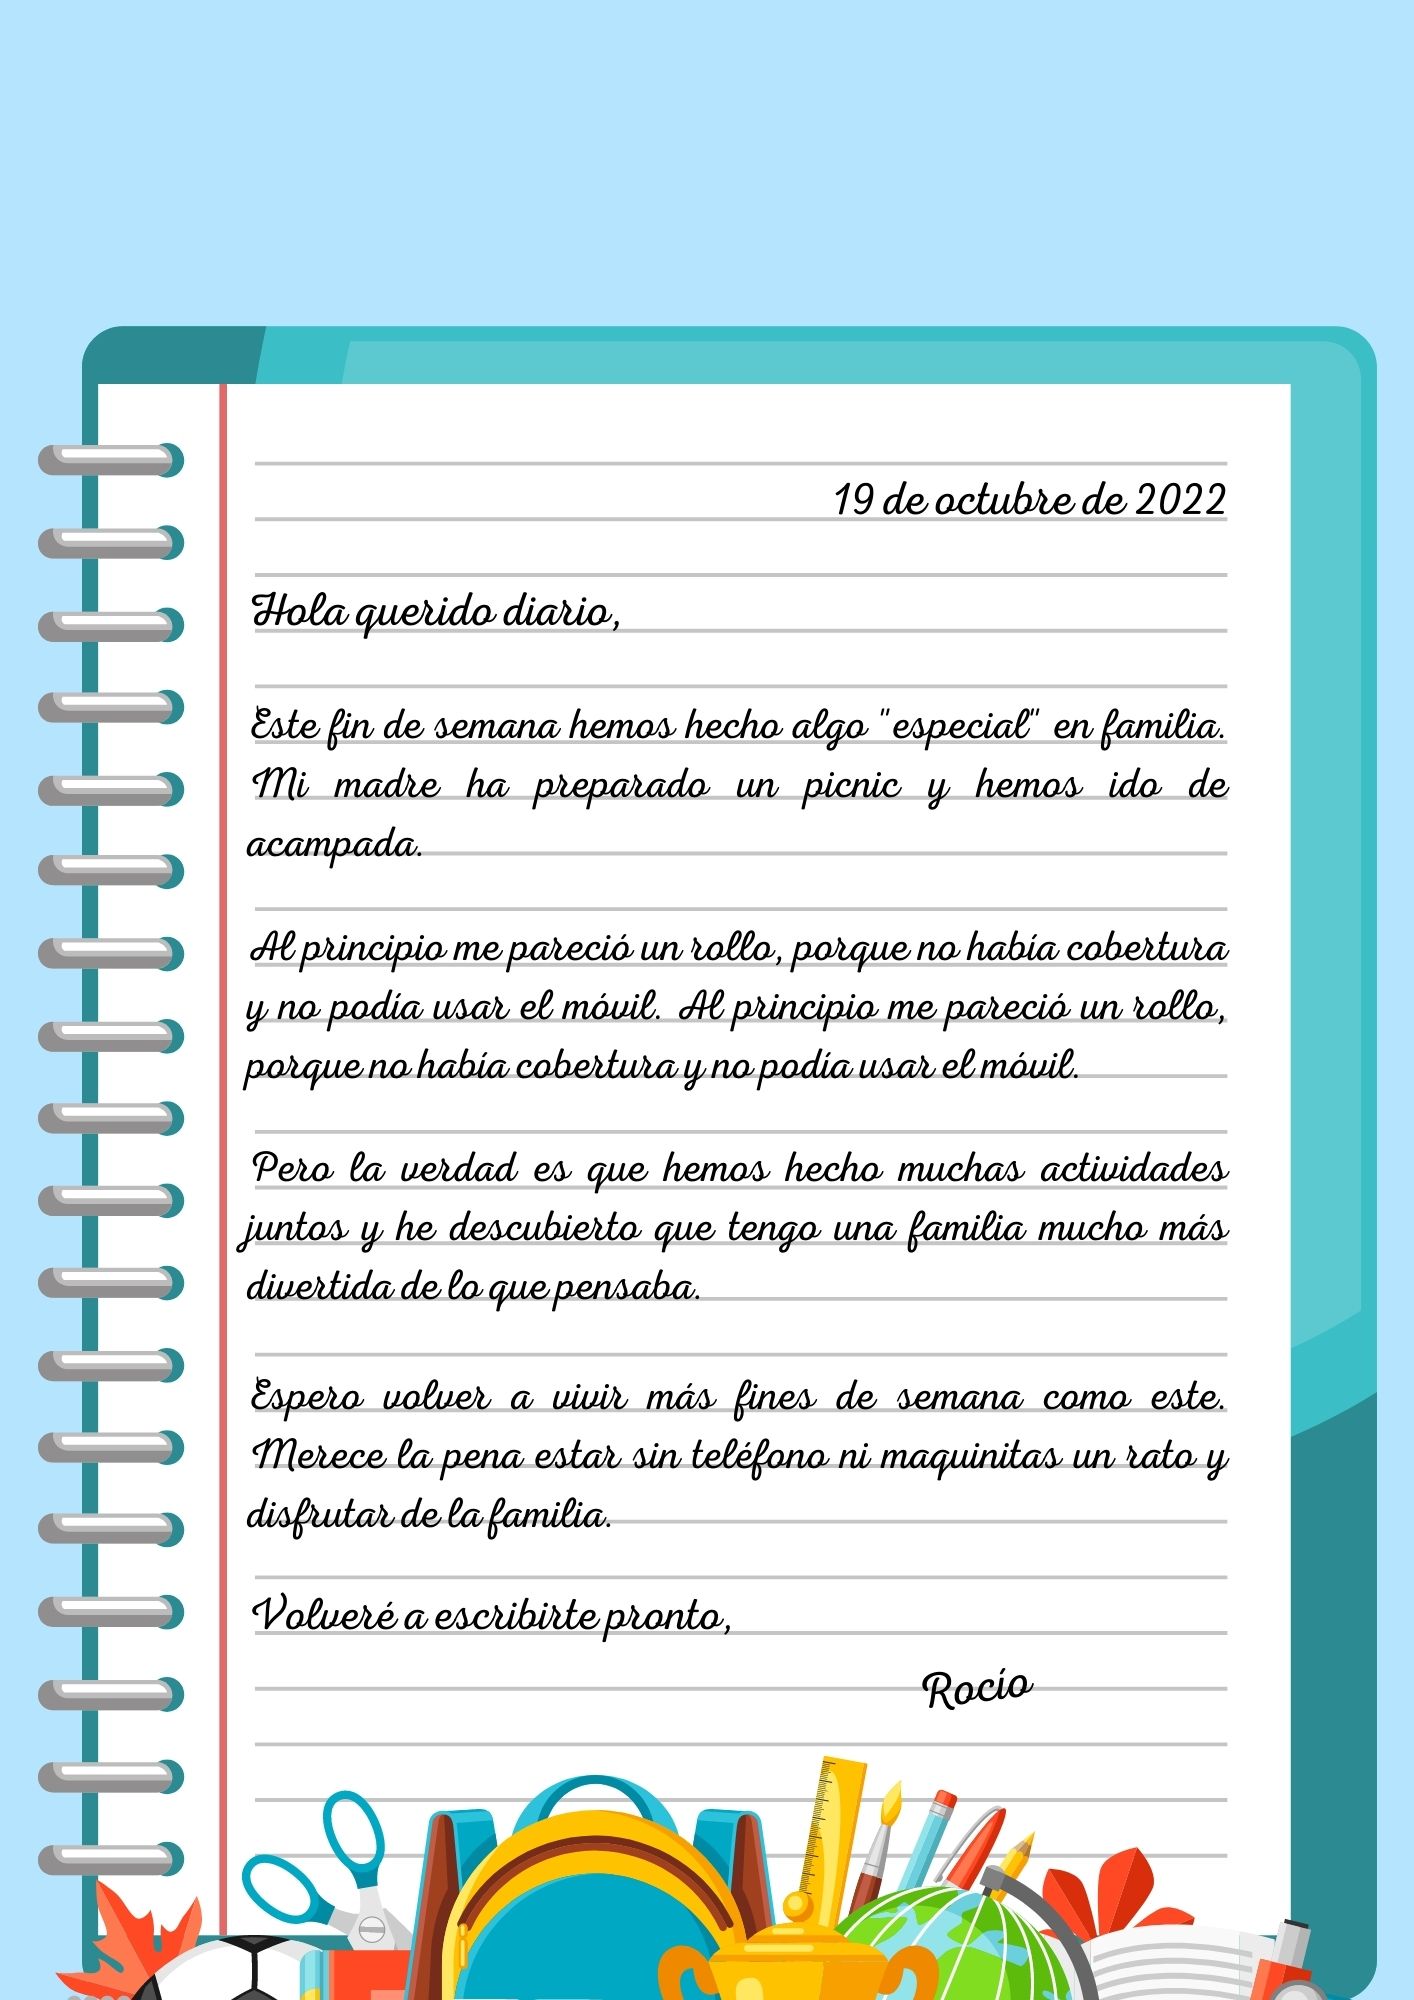 19 de octubre de 2022
Hola querido diario,
Este fin de semana hemos hecho algo "especial" en familia.
Mi madre ha preparado un picnic y hemos ido de
acampada.
Al principio me pareció un rollo, porque no había cobertura
y no podía usar el móvil. Al principio me pareció un rollo,
porque no había cobertura y no podía usar el móvil.
Pero la verdad es que hemos hecho muchas actividades
juntos y he descubierto que tengo una familia mucho más
divertida de lo que pensaba.
Espero volver a vivir más fines de semana como este.
Merece la pena estar sin teléfono ni maquinitas un rato y
disfrutar de la familia.
Volveré a escribirte pronto,
Rocío